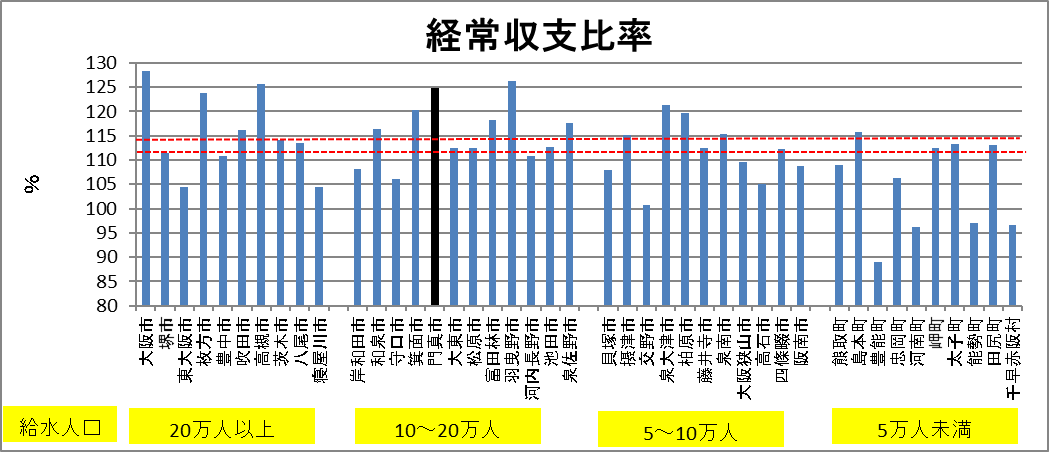 経常収支比率
130
125
120
115
110
105
100
95
90
85
80
%
大阪市
堺市
東大阪市
枚方市
豊中市
吹田市
高槻市
茨木市
八尾市
寝屋川市
岸和田市
和泉市
守口市
箕面市
門真市
大東市
松原市
富田林市
羽曳野市
河内長野市
池田市
泉佐野市
貝塚市
摂津市
交野市
泉大津市
柏原市
藤井寺市
泉南市
大阪狭山市
高石市
四條畷市
阪南市
熊取町
島本町
豊能町
忠岡町
河南町
岬町
太子町
能勢町
田尻町
千早赤阪村
給水人口
20万人以上
10～20万人
5～10万人
5万人未満